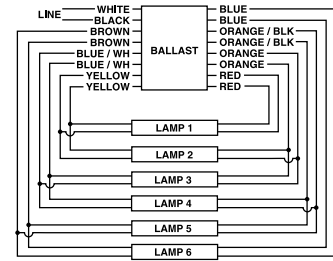 LINE
WHITE
BLACK
BROWN
BROWN
BLUE / WH
BLUE / WH
YELLOW
YELLOW
BALLAST
BLUE
BLUE
ORANGE / BLK
ORANGE / BLK
ORANGE
ORANGE
RED
RED
LAMP 1
LAMP 2
LAMP 3
LAMP 4
LAMP 5
LAMP 6